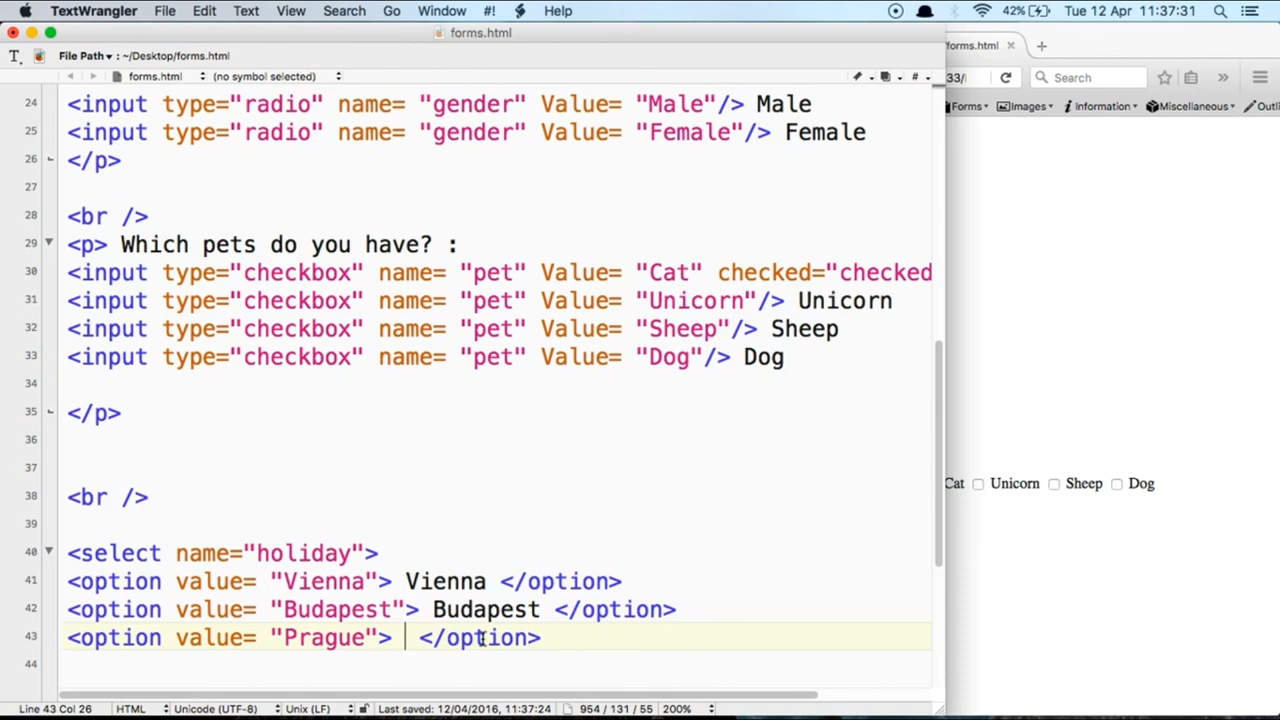 TextWrangler File Edit Text View Search Go Window #! Help 42% Tue 12 Apr 11:37:31
forms.html
forms.html
File Path : ~/Desktop/forms.html
forms.html (no symbol selected) #
33/ Search
Forms Images Information Miscellaneous Outli
24 <input type="radio" name= "gender" Value= "Male"/> Male
25 <input type="radio" name= "gender" Value= "Female"/> Female
26 </p>
27
28 <br />
29 <p> Which pets do you have? :
30 <input type="checkbox" name= "pet" Value= "Cat" checked="checked
31 <input type="checkbox" name= "pet" Value= "Unicorn"/> Unicorn
32 <input type="checkbox" name= "pet" Value= "Sheep"/> Sheep
33 <input type="checkbox" name= "pet" Value= "Dog"/> Dog
34
35 </p>
36
37
Cat Unicorn Sheep Dog
38 <br />
39
40 <select name="holiday">
41 <option value= "Vienna"> Vienna </option>
42 <option value= "Budapest"> Budapest </option>
43 <option value= "Prague"> </option>
44
Line 43 Col 26 HTML Unicode (UTF-8) Unix (LF) Last saved: 12/04/2016, 11:37:24 954 / 131 / 55 200%